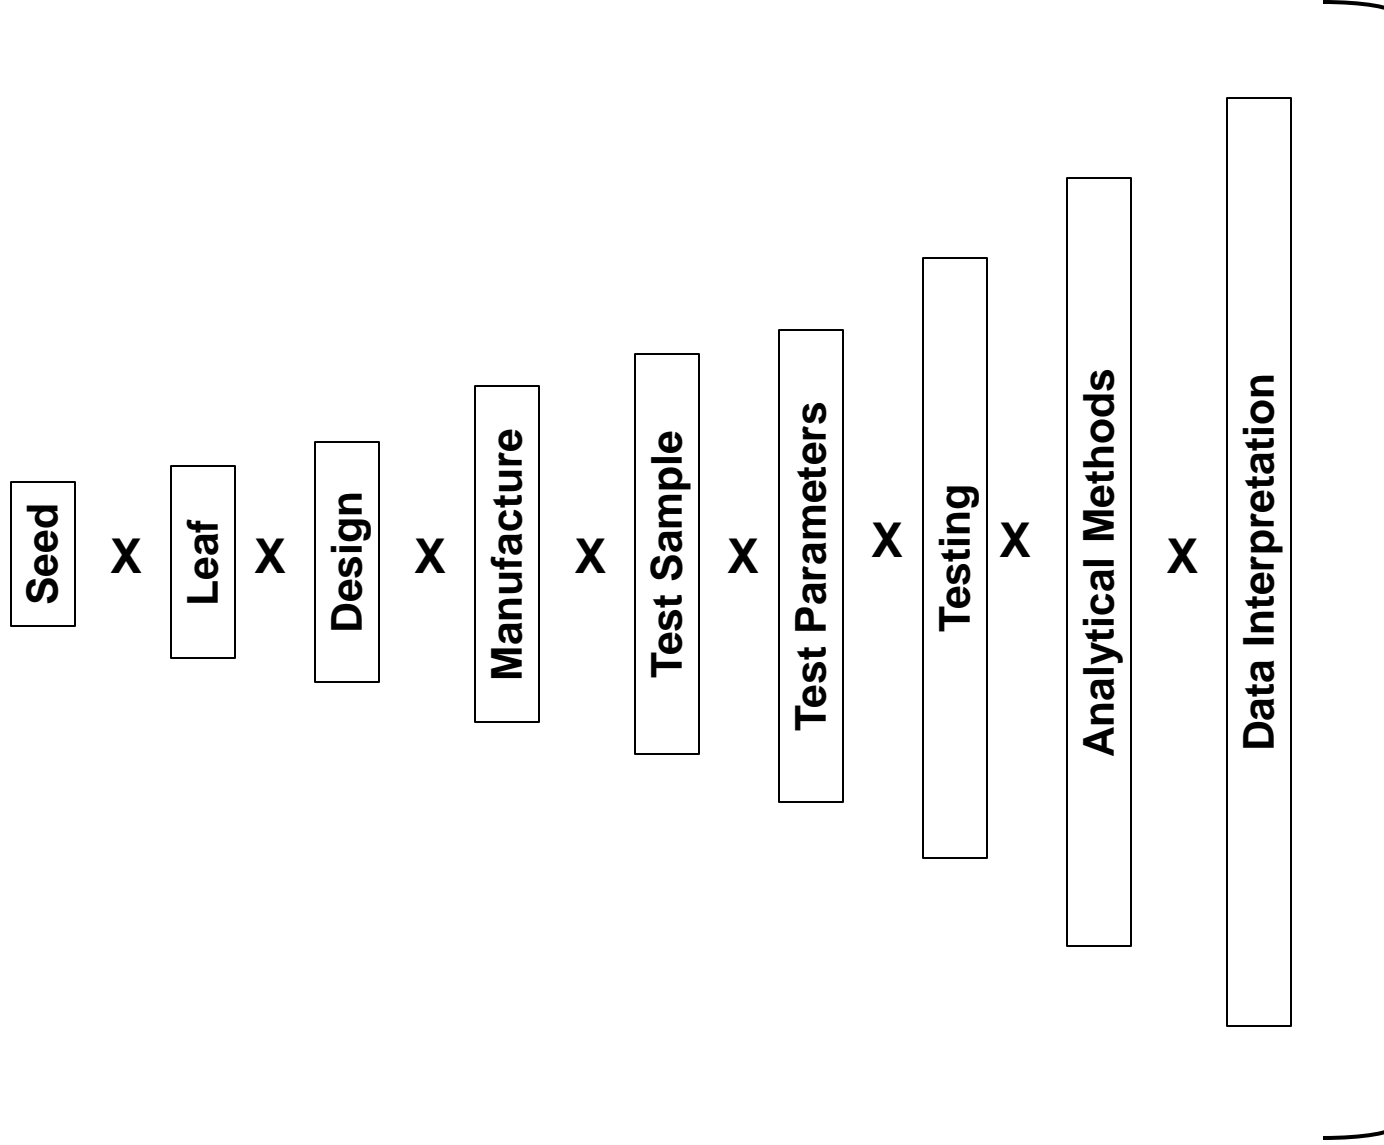 Seed
X
Leaf
X
Design
X
Manufacture
X
Test Sample
X
Test Parameters
X
Testing
X
Analytical Methods
X
Data Interpretation